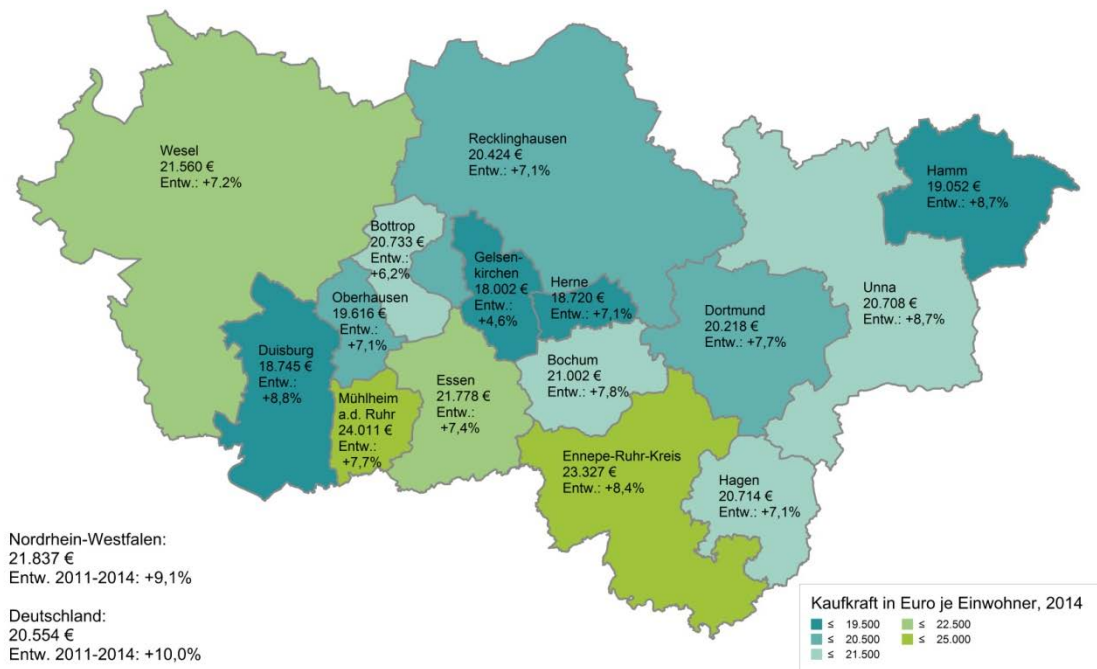 Wesel
21.560 €
Entw.: +7.2%
Recklinghausen
20.424 €
Entw.: +7,1%
Hamm
19.052 €
Entw.: +8,7%
Bottrop
20.733 €
Entw.:
+6,2%
Gelsen-
kirchen
18.002 €
Entw.:
+4,6%
Herne
18.720 €
Entw.: +7,1%
Oberhausen
19.616 €
Entw.:
+7,1%
Unna
20.708 €
Entw.: +8,7%
Dortmund
20.218 €
Entw.: +7,7%
Duisburg
18.745 €
Entw.:
+8,8%
Bochum
21.002 €
Entw.: +7,8%
Essen
21.778 €
Entw.:
+7,4%
Mühlheim
a.d. Ruhr
24.011 €
Entw.:
+7,7%
Ennepe-Ruhr-Kreis
23.327 €
Entw.: +8,4%
Hagen
20.714 €
Entw.: +7,1%
Nordrhein-Westfalen:
21.837 €
Entw. 2011-2014: +9,1%
Deutschland:
20.554 €
Entw. 2011-2014: +10,0%
Kaufkraft in Euro je Einwohner, 2014
≤ 19.500
≤ 20.500
≤ 21.500
≤ 22.500
≤ 25.000